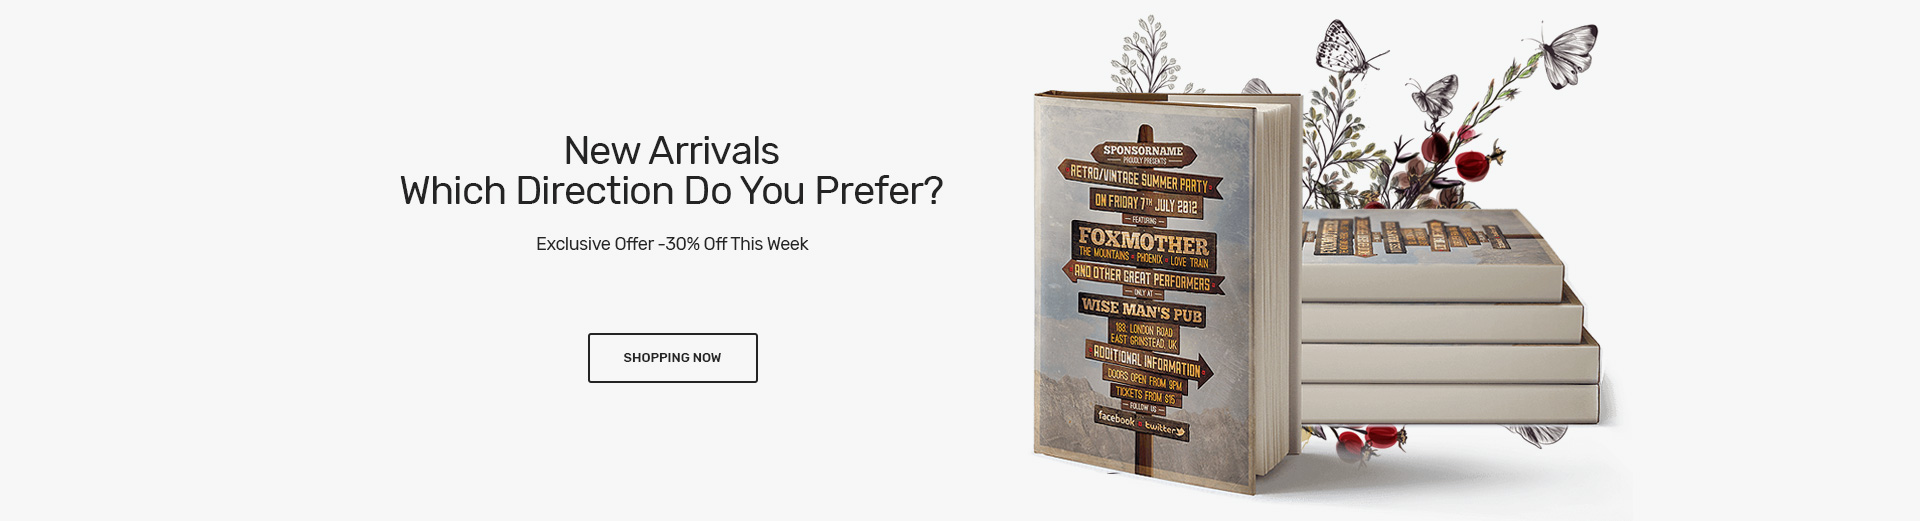 New Arrivals
Which Direction Do You Prefer?
Exclusive Offer -30% Off This Week
SHOPPING NOW
SPONSORNAME
PROUDLY PRESENTS
RETRO/VINTAGE SUMMER PARTY
ON FRIDAY 7TH JULY 2012
FEATURING
FOXMOTHER
THE MOUNTAINS PHOENIX LOVE TRAIN
AND OTHER GREAT PERFORMERS
ONLY AT
WISE MAN'S PUB
183, LONDON ROAD
EAST GRINSTEAD, UK
ADDITIONAL INFORMATION
DOORS OPEN FROM 9PM
TICKETS FROM $15
FOLLOW US
facebook twitter